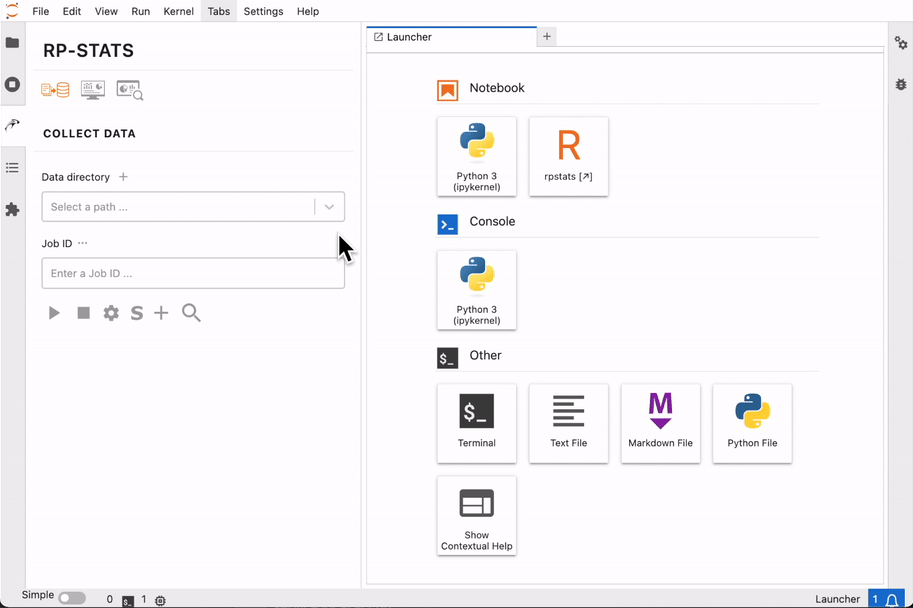 File Edit View Run Kernel Tabs Settings Help
RP-STATS
COLLECT DATA
Data directory +
Select a path ...
Job ID ...
Enter a Job ID ...
S
Launcher
+
Notebook
Python 3
(ipykernel)
R
rpstats [↗]
Console
Python 3
(ipykernel)
$_ Other
$_
Terminal
Text File
M
Markdown File
Python File
Show
Contextual Help
Simple 0 $_ 1
Launcher 1